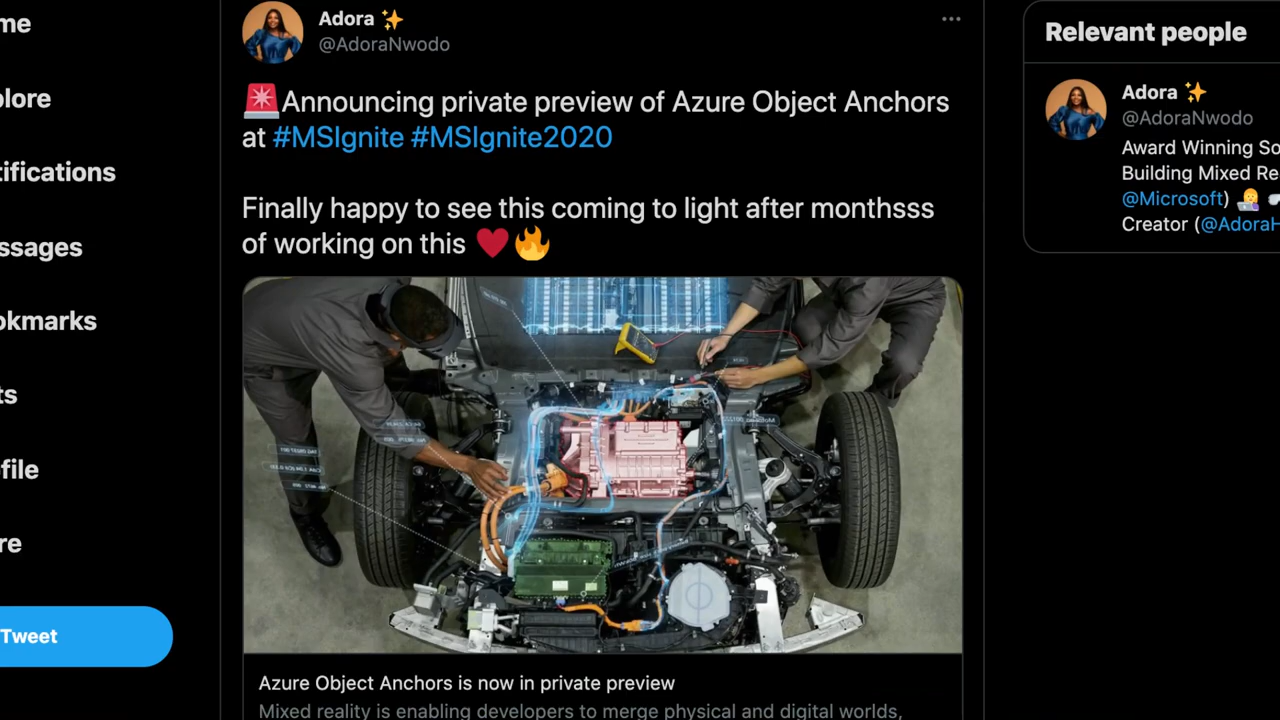 me
Adora ✨
@AdoraNwodo
Relevant people
plore
🚨Announcing private preview of Azure Object Anchors
at #MSIgnite #MSIgnite2020
Adora ✨
@AdoraNwodo
Award Winning So
Building Mixed Re
@Microsoft)
Creator (@AdoraH
tifications
Finally happy to see this coming to light after monthsss
of working on this ❤️🔥
ssages
okmarks
ts
file
re
Tweet
Azure Object Anchors is now in private preview
Mixed reality is enabling developers to merge physical and digital worlds,